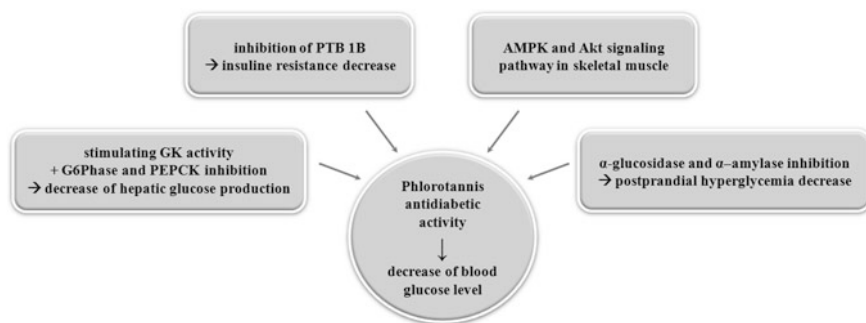 inhibition of PTB 1B
→ insuline resistance decrease
AMPK and Akt signaling
pathway in skeletal muscle
stimulating GK activity
+ G6Phase and PEPCK inhibition
→ decrease of hepatic glucose production
α-glucosidase and α–amylase inhibition
→ postprandial hyperglycemia decrease
Phlorotannis
antidiabetic
activity
↓
decrease of blood
glucose level